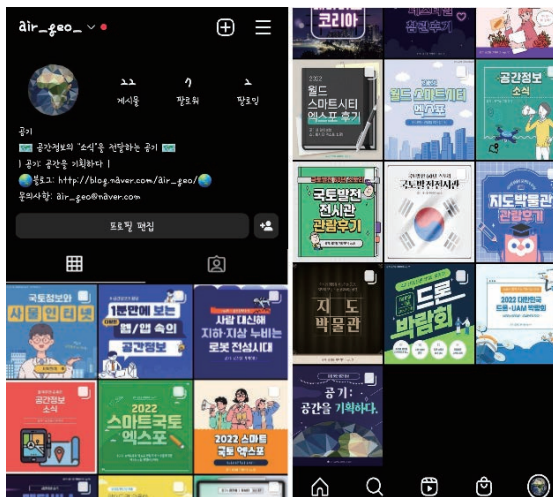 air_geo_
22
7
2
게시물
팔로워
팔로잉
공기
공간정보의 "소식"을 전달하는 공기
| 공기: 공간을 기획하다 |
블로그: http://blog.naver.com/air_geo/
문의사항: air_geo@naver.com
프로필 편집
국토정보와
사물인터넷
1분만에 보는
웹/앱 속의
공간정보
사람 대신해
지하·지상 누비는
로봇 전성시대
공간정보
소식
2022
스마트국토
엑스포
2022 스마트
국토 엑스포
코리아
참관후기
2022
월드
스마트시티
엑스포 후기
2022
월드 스마트시티
엑스포
공간정보
소식
국토발전
전시관
관람후기
국토발전전시관
지도박물관
관람후기
지도
박물관
드론
박람회
2022 대한민국
드론·UAM 박람회
공기:
공간을 기획하다.